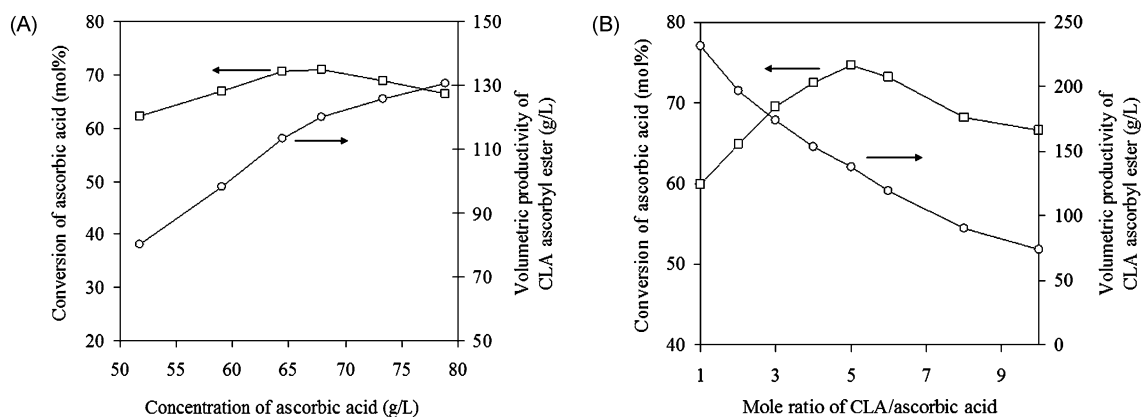 (A)
Conversion of ascorbic acid (mol%)
80
70
60
50
40
30
20
50 55 60 65 70 75 80
Concentration of ascorbic acid (g/L)
150
130
110
90
70
50
Volumetric productivity of
CLA ascorbyl ester (g/L)
(B)
Conversion of ascorbic acid (mol%)
80
70
60
50
40
1 3 5 7 9
Mole ratio of CLA/ascorbic acid
250
200
150
100
50
0
Volumetric productivity of
CLA ascorbyl ester (g/L)